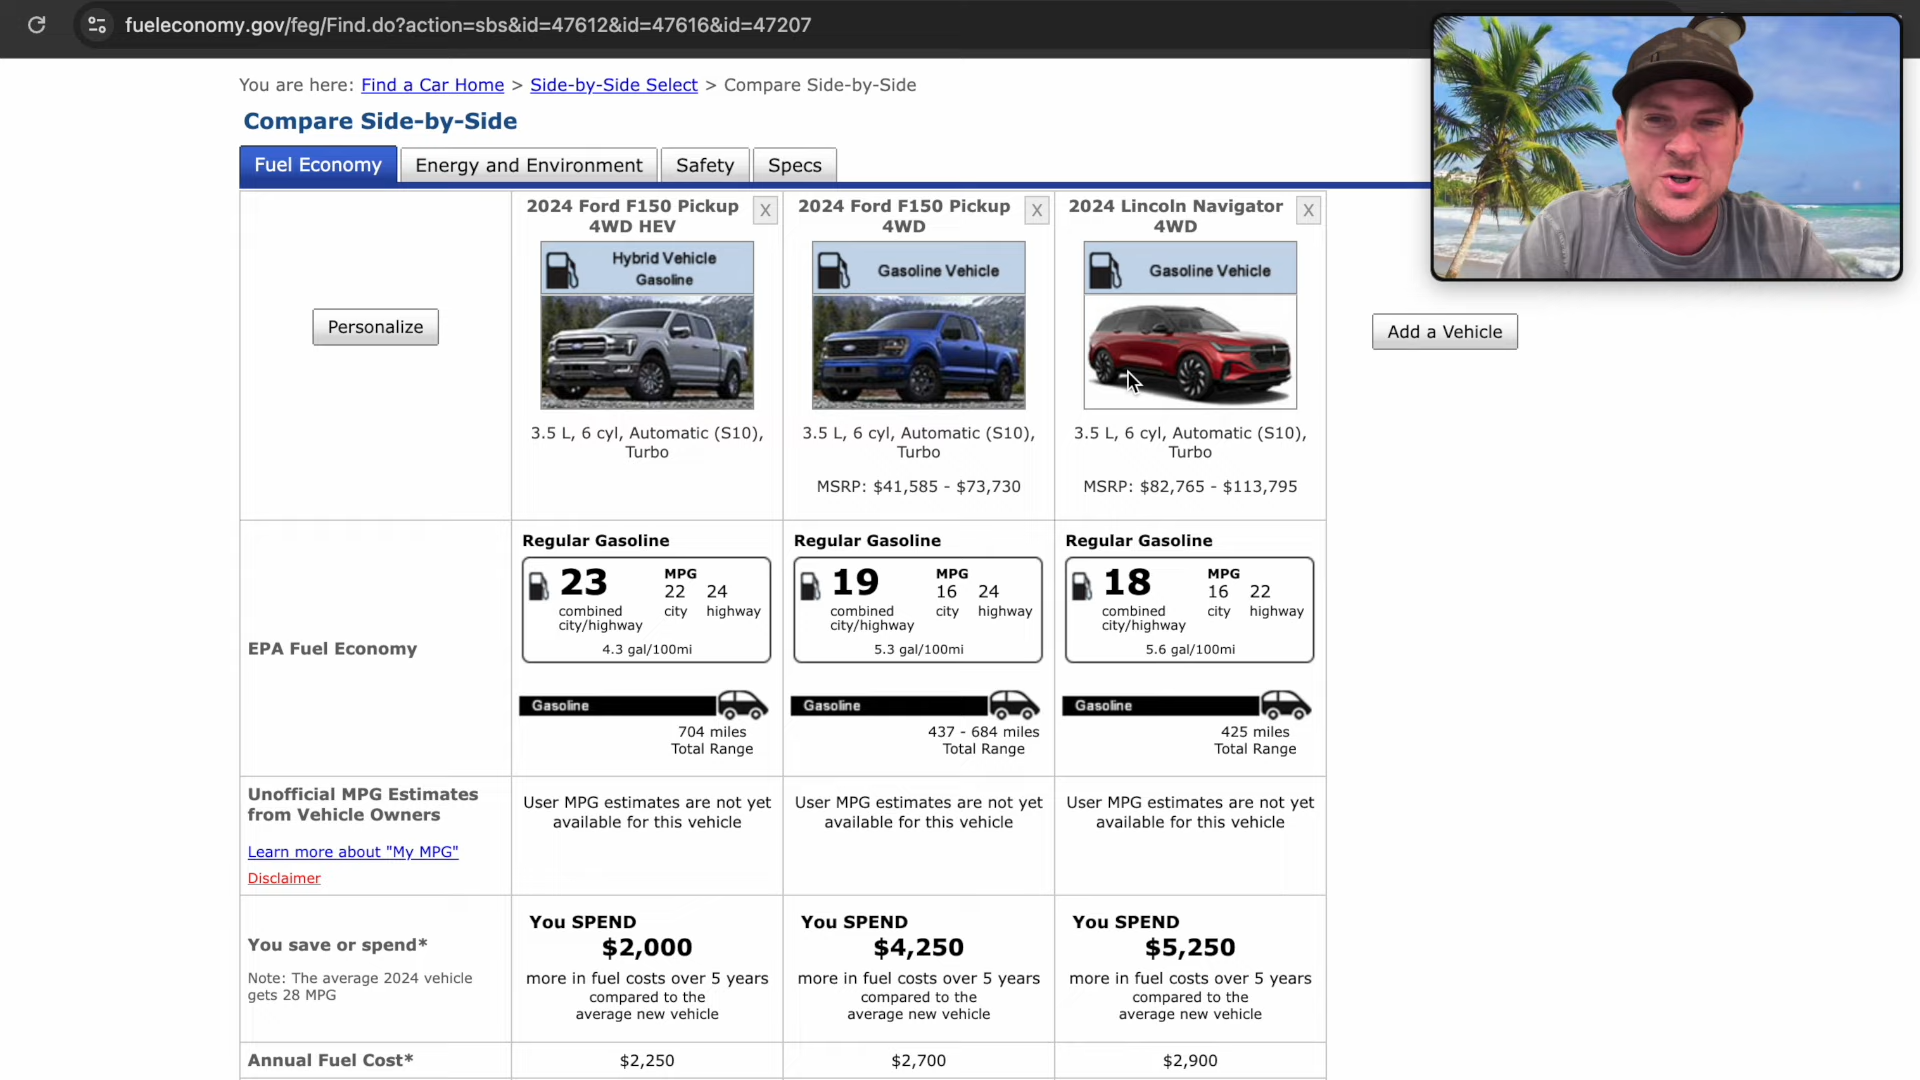 fueleconomy.gov/feg/Find.do?action=sbs&id=47612&id=47616&id=47207
You are here: Find a Car Home > Side-by-Side Select > Compare Side-by-Side
Compare Side-by-Side
Fuel Economy
Energy and Environment
Safety
Specs
Personalize
2024 Ford F150 Pickup
4WD HEV
X
Hybrid Vehicle
Gasoline
3.5 L, 6 cyl, Automatic (S10),
Turbo
2024 Ford F150 Pickup
4WD
X
Gasoline Vehicle
3.5 L, 6 cyl, Automatic (S10),
Turbo
MSRP: $41,585 - $73,730
2024 Lincoln Navigator
4WD
X
Gasoline Vehicle
3.5 L, 6 cyl, Automatic (S10),
Turbo
MSRP: $82,765 - $113,795
Add a Vehicle
EPA Fuel Economy
Regular Gasoline
23
combined
city/highway
MPG
22 24
city highway
4.3 gal/100mi
Gasoline
704 miles
Total Range
Regular Gasoline
19
combined
city/highway
MPG
16 24
city highway
5.3 gal/100mi
Gasoline
437 - 684 miles
Total Range
Regular Gasoline
18
combined
city/highway
MPG
16 22
city highway
5.6 gal/100mi
Gasoline
425 miles
Total Range
Unofficial MPG Estimates
from Vehicle Owners
Learn more about "My MPG"
Disclaimer
User MPG estimates are not yet
available for this vehicle
User MPG estimates are not yet
available for this vehicle
User MPG estimates are not yet
available for this vehicle
You save or spend*
Note: The average 2024 vehicle
gets 28 MPG
You SPEND
$2,000
more in fuel costs over 5 years
compared to the
average new vehicle
You SPEND
$4,250
more in fuel costs over 5 years
compared to the
average new vehicle
You SPEND
$5,250
more in fuel costs over 5 years
compared to the
average new vehicle
Annual Fuel Cost*
$2,250
$2,700
$2,900